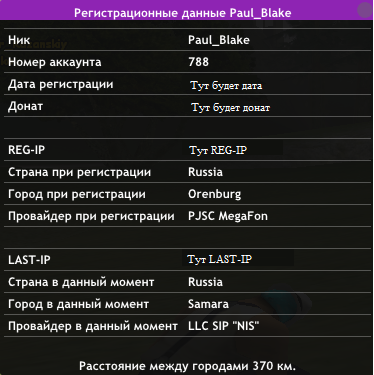 Регистрационные данные Paul_Blake
Ник Paul_Blake
Номер аккаунта 788
Дата регистрации Тут будет дата
Донат Тут будет донат
REG-IP Тут REG-IP
Страна при регистрации Russia
Город при регистрации Orenburg
Провайдер при регистрации PJSC MegaFon
LAST-IP Тут LAST-IP
Страна в данный момент Russia
Город в данный момент Samara
Провайдер в данный момент LLC SIP "NIS"
Расстояние между городами 370 км.